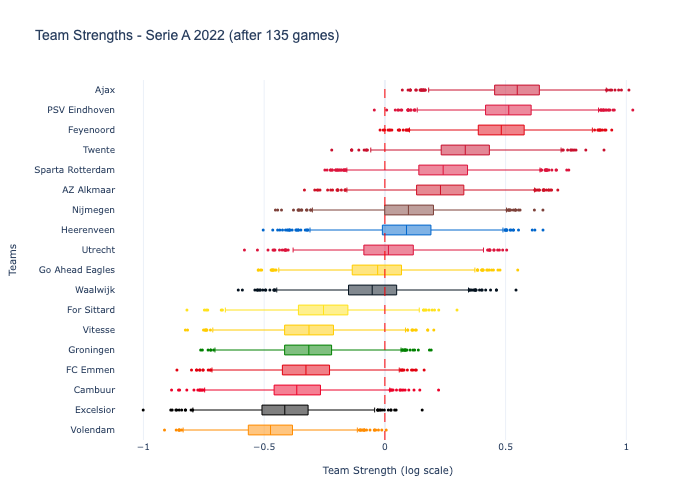 Team Strengths - Serie A 2022 (after 135 games)
Ajax
PSV Eindhoven
Feyenoord
Twente
Sparta Rotterdam
AZ Alkmaar
Nijmegen
Heerenveen
Utrecht
Go Ahead Eagles
Waalwijk
For Sittard
Vitesse
Groningen
FC Emmen
Cambuur
Excelsior
Volendam
Teams
−1 −0.5 0 0.5 1
Team Strength (log scale)